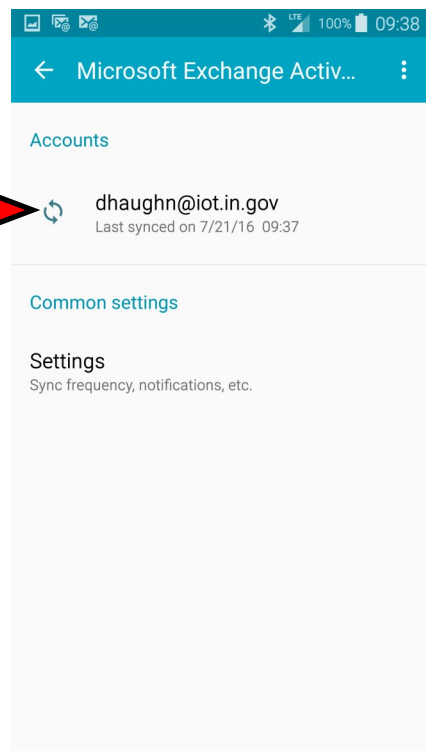 LTE 100% 09:38
Microsoft Exchange Activ...
Accounts
dhaughn@iot.in.gov
Last synced on 7/21/16 09:37
Common settings
Settings
Sync frequency, notifications, etc.